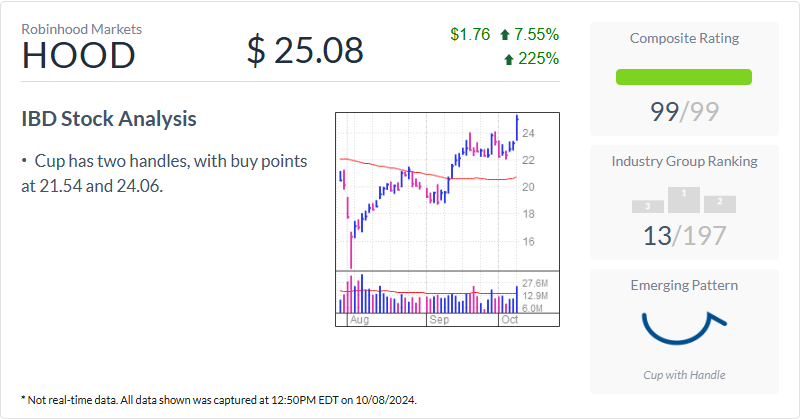 Robinhood Markets
HOOD
$ 25.08
$1.76 7.55%
225%
IBD Stock Analysis
• Cup has two handles, with buy points
at 21.54 and 24.06.
24
22
20
18
16
27.6M
12.9M
6.0M
Aug Sep Oct
* Not real-time data. All data shown was captured at 12:50PM EDT on 10/08/2024.
Composite Rating
99/99
Industry Group Ranking
3 1 2
13/197
Emerging Pattern
Cup with Handle